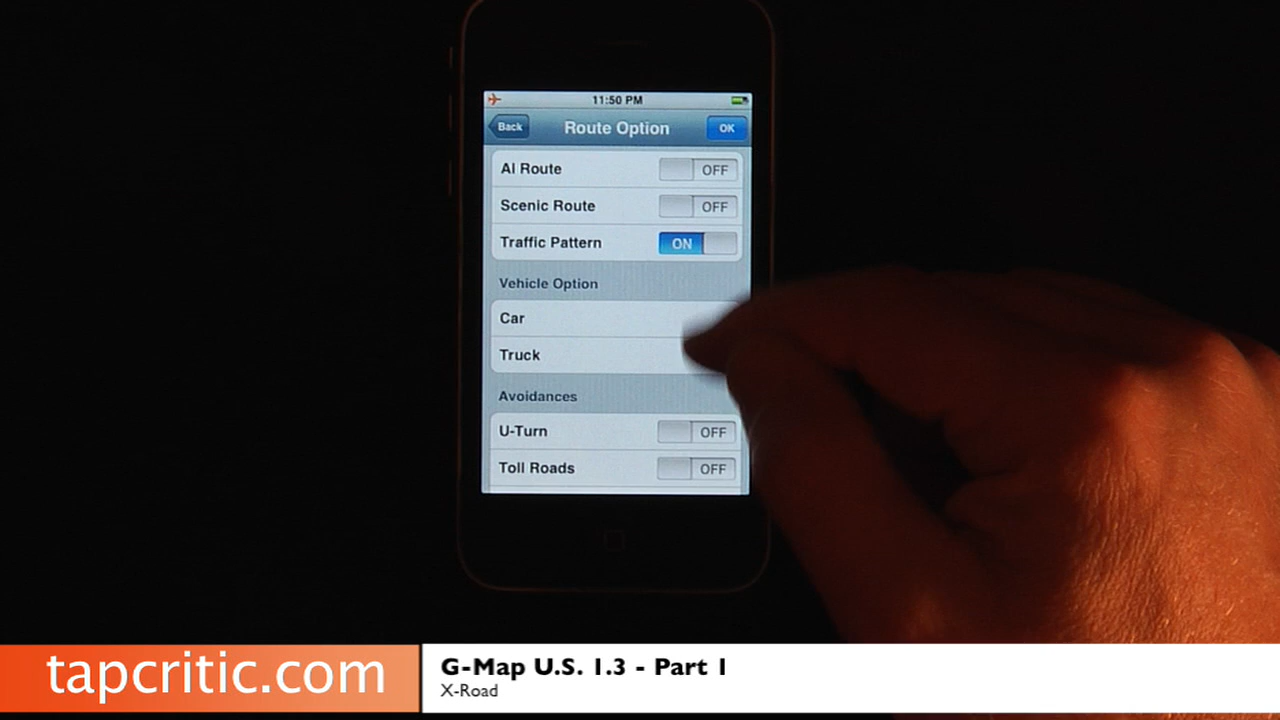 11:50 PM
Back
Route Option
OK
AI Route
OFF
Scenic Route
OFF
Traffic Pattern
ON
Vehicle Option
Car
Truck
Avoidances
U-Turn
OFF
Toll Roads
OFF
tapcritic.com
G-Map U.S. 1.3 - Part 1
X-Road